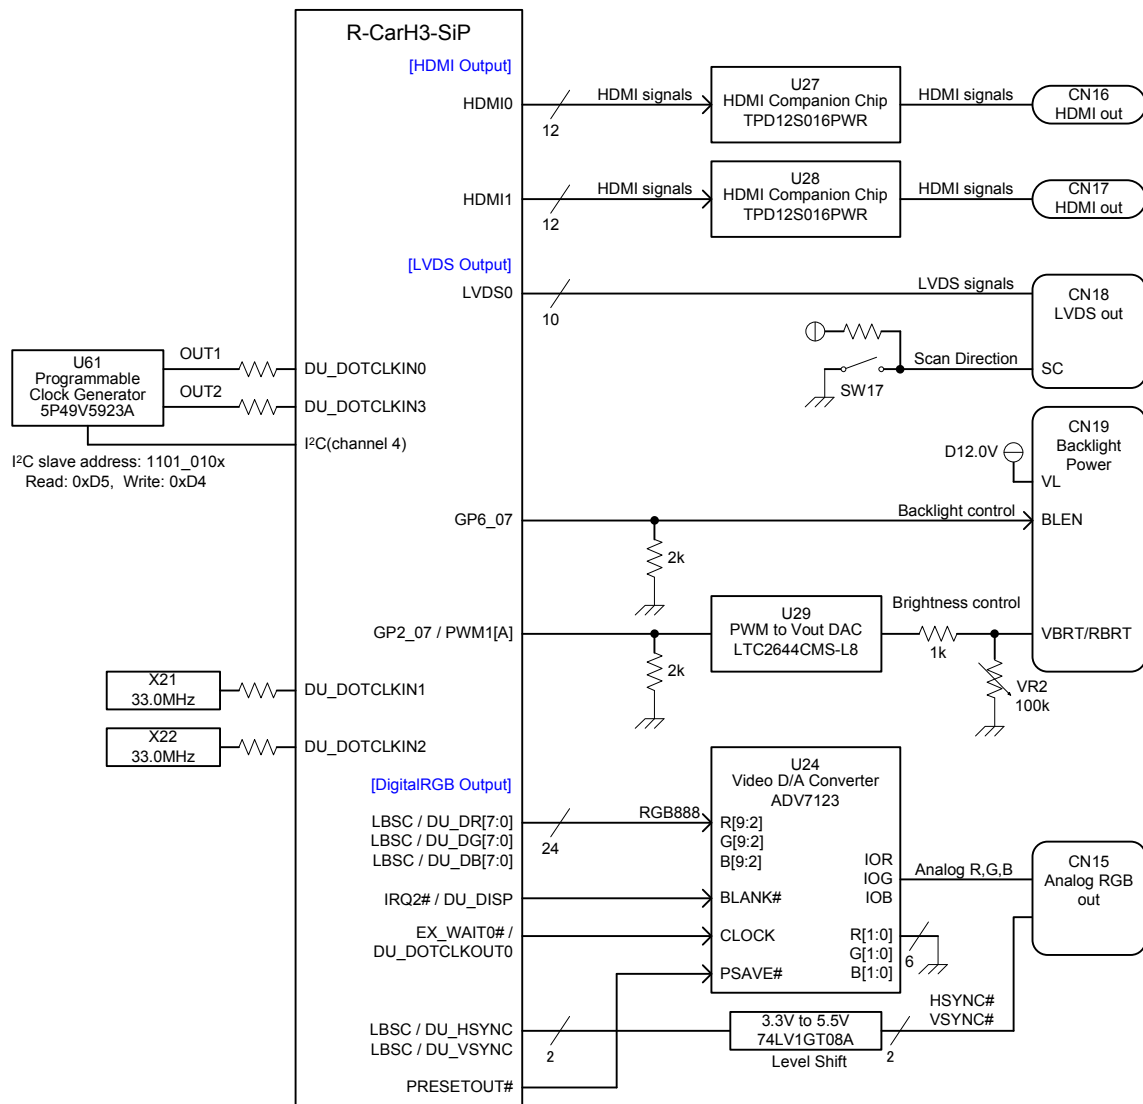 R-CarH3-SiP
[HDMI Output]
HDMI0
12
HDMI signals
U27
HDMI Companion Chip
TPD12S016PWR
HDMI signals
CN16
HDMI out
HDMI1
12
HDMI signals
U28
HDMI Companion Chip
TPD12S016PWR
HDMI signals
CN17
HDMI out
[LVDS Output]
LVDS0
10
LVDS signals
CN18
LVDS out
SC
Scan Direction
SW17
U61
Programmable
Clock Generator
5P49V5923A
OUT1
OUT2
DU_DOTCLKIN0
DU_DOTCLKIN3
I²C(channel 4)
I²C slave address: 1101_010x
Read: 0xD5, Write: 0xD4
CN19
Backlight
Power
D12.0V
VL
GP6_07
Backlight control
BLEN
2k
GP2_07 / PWM1[A]
2k
U29
PWM to Vout DAC
LTC2644CMS-L8
Brightness control
1k
VBRT/RBRT
VR2
100k
X21
33.0MHz
DU_DOTCLKIN1
X22
33.0MHz
DU_DOTCLKIN2
[DigitalRGB Output]
LBSC / DU_DR[7:0]
LBSC / DU_DG[7:0]
LBSC / DU_DB[7:0]
24
RGB888
U24
Video D/A Converter
ADV7123
R[9:2]
G[9:2]
B[9:2]
IOR
IOG
IOB
Analog R,G,B
CN15
Analog RGB
out
IRQ2# / DU_DISP
BLANK#
EX_WAIT0# /
DU_DOTCLKOUT0
CLOCK
R[1:0]
G[1:0]
B[1:0]
6
PSAVE#
LBSC / DU_HSYNC
LBSC / DU_VSYNC
2
3.3V to 5.5V
74LV1GT08A
Level Shift
2
HSYNC#
VSYNC#
PRESETOUT#